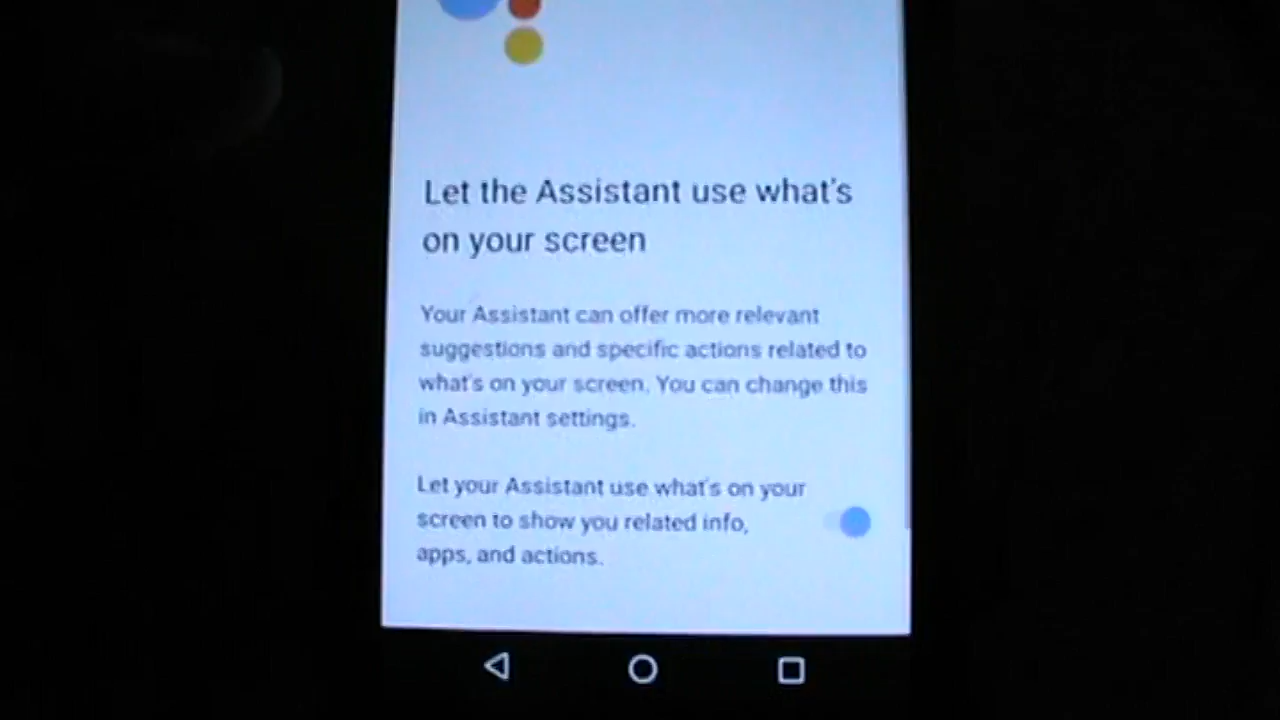 Let the Assistant use what's
on your screen
Your Assistant can offer more relevant
suggestions and specific actions related to
what's on your screen. You can change this
in Assistant settings.
Let your Assistant use what's on your
screen to show you related info,
apps, and actions.